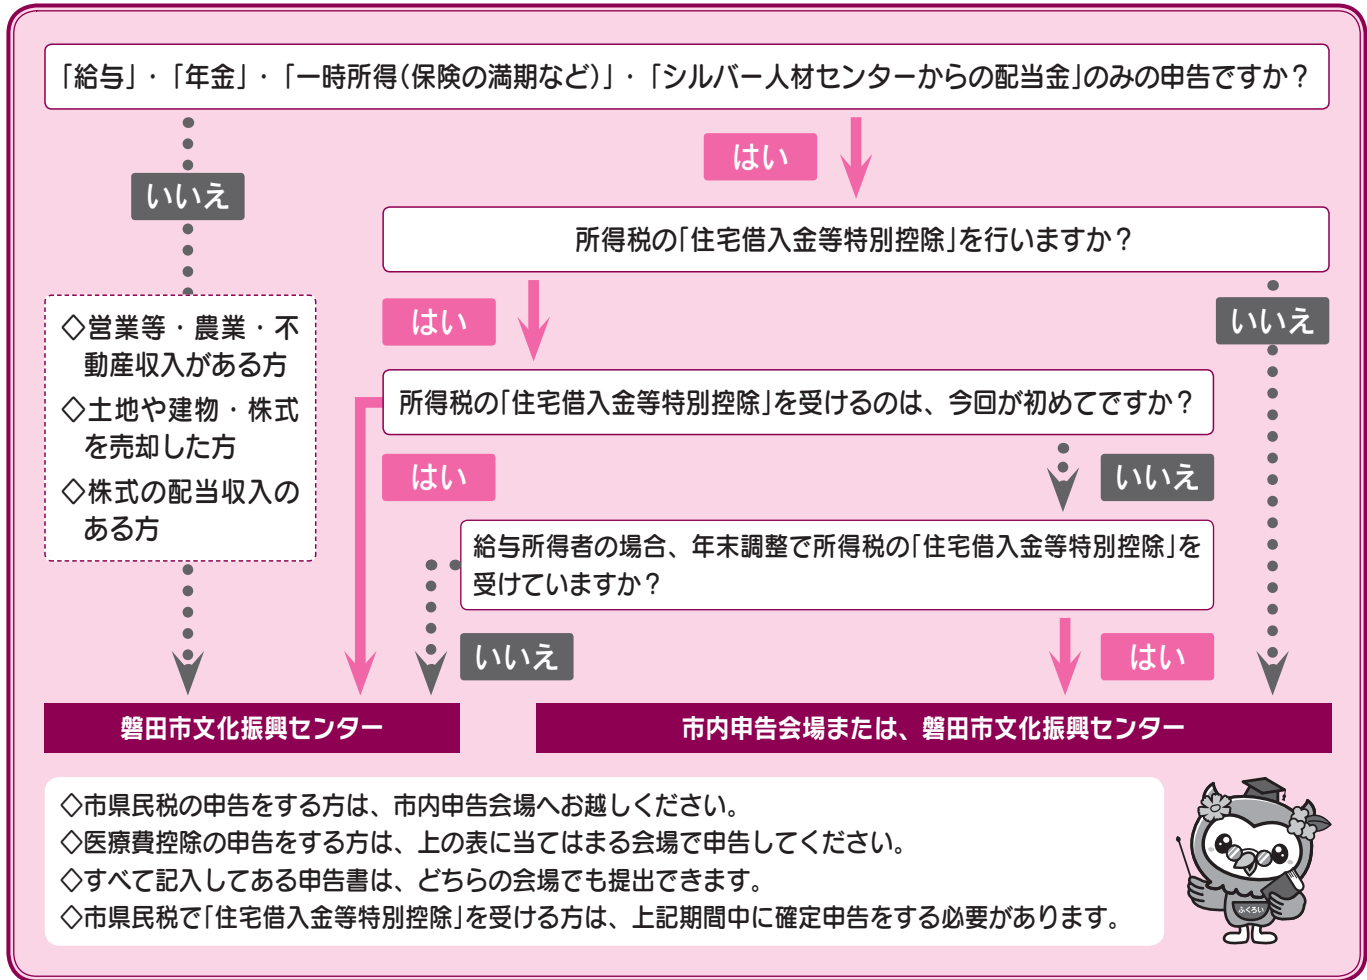 「給与」・「年金」・「一時所得(保険の満期など)」・「シルバー人材センターからの配当金」のみの申告ですか？
はい
いいえ
所得税の「住宅借入金等特別控除」を行いますか？
◇営業等・農業・不
動産収入がある方
◇土地や建物・株式
を売却した方
◇株式の配当収入の
ある方
はい
いいえ
所得税の「住宅借入金等特別控除」を受けるのは、今回が初めてですか？
はい
いいえ
給与所得者の場合、年末調整で所得税の「住宅借入金等特別控除」を
受けていますか？
いいえ
はい
磐田市文化振興センター
市内申告会場または、磐田市文化振興センター
◇市県民税の申告をする方は、市内申告会場へお越しください。
◇医療費控除の申告をする方は、上の表に当てはまる会場で申告してください。
◇すべて記入してある申告書は、どちらの会場でも提出できます。
◇市県民税で「住宅借入金等特別控除」を受ける方は、上記期間中に確定申告をする必要があります。
ふくろい